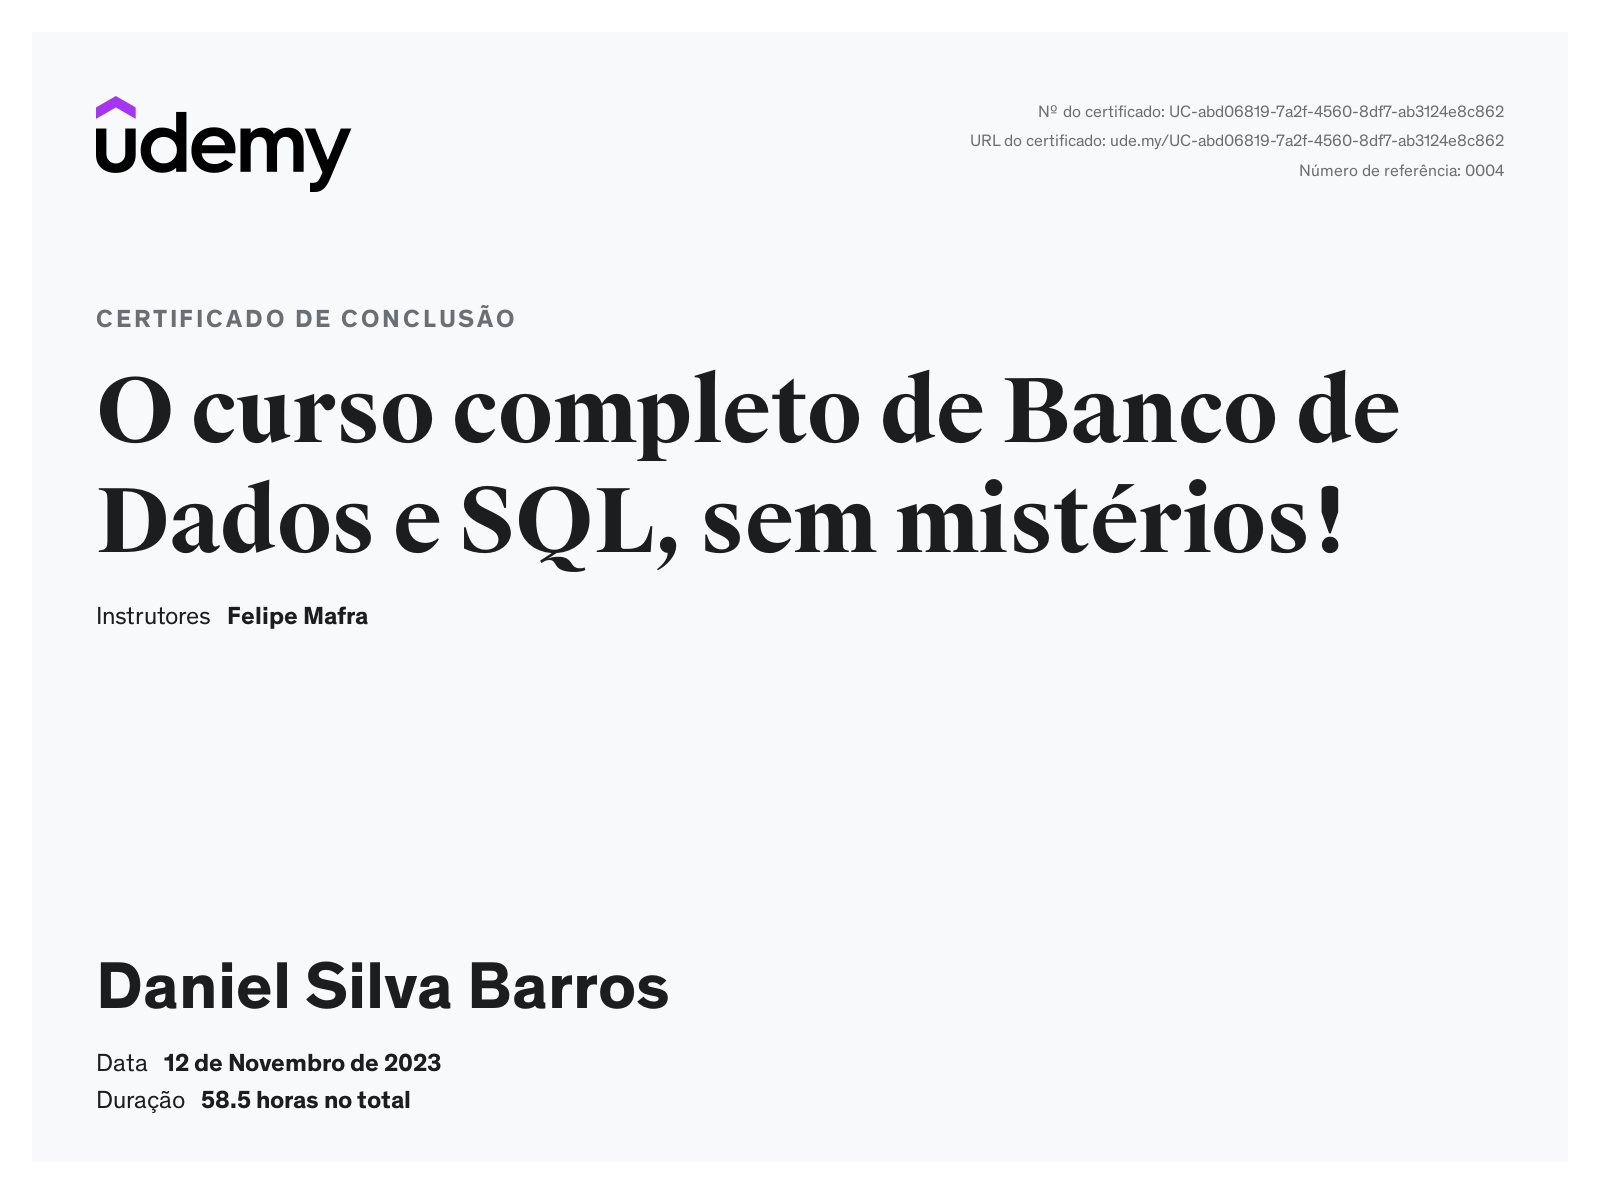 ûdemy
Nº do certificado: UC-abd06819-7a2f-4560-8df7-ab3124e8c862
URL do certificado: ude.my/UC-abd06819-7a2f-4560-8df7-ab3124e8c862
Número de referência: 0004
CERTIFICADO DE CONCLUSÃO
O curso completo de Banco de
Dados e SQL, sem mistérios!
Instrutores Felipe Mafra
Daniel Silva Barros
Data 12 de Novembro de 2023
Duração 58.5 horas no total